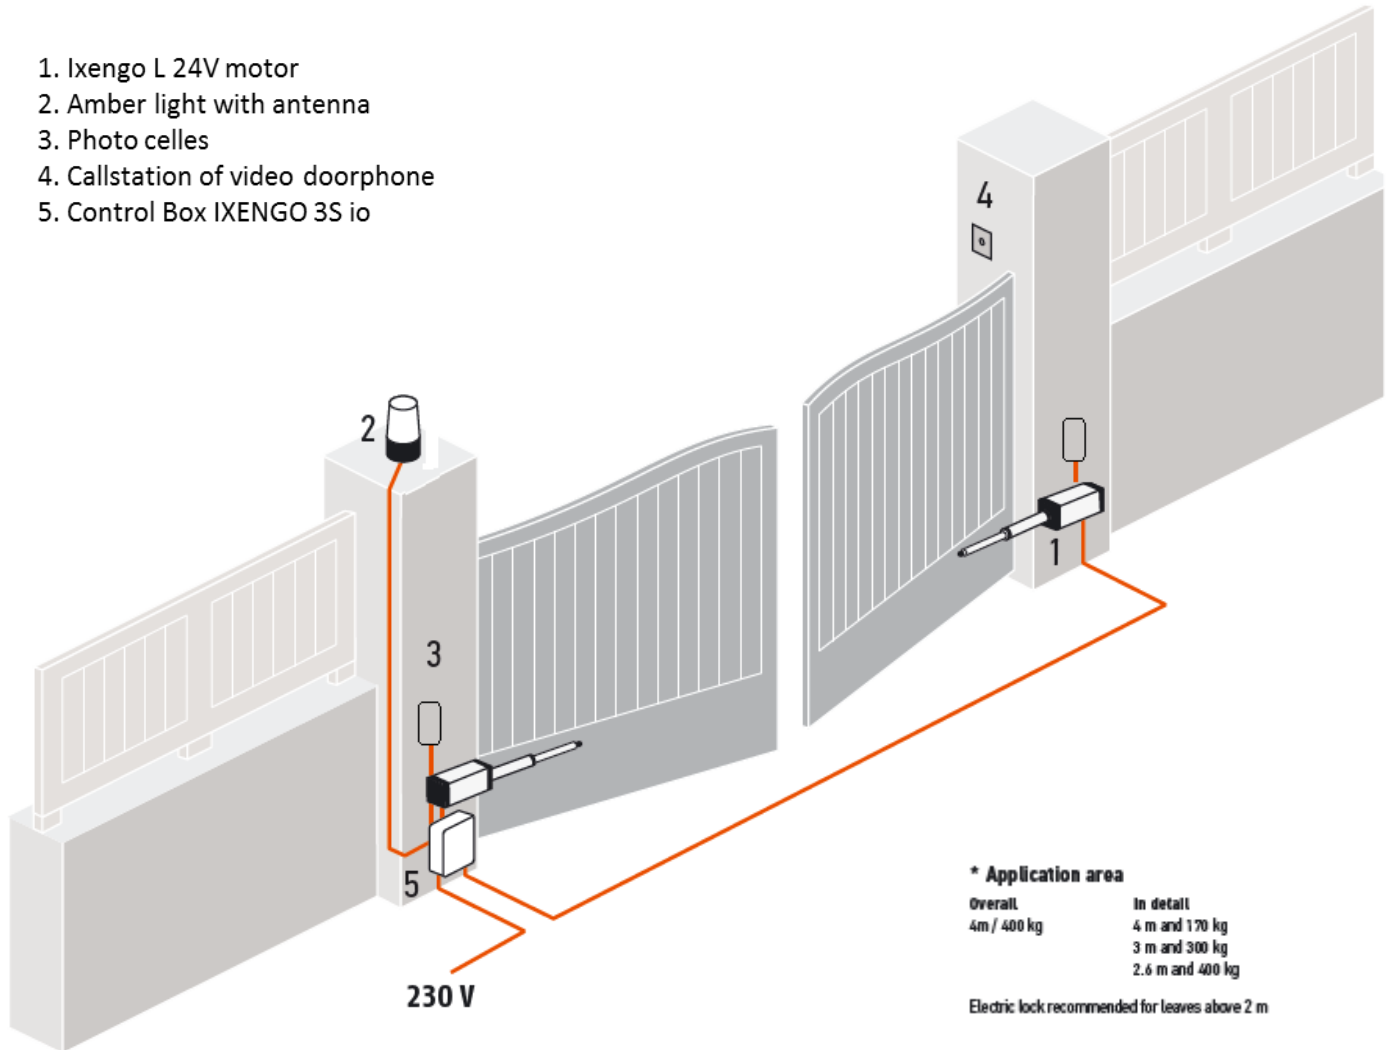 1. Ixengo L 24V motor
2. Amber light with antenna
3. Photo celles
4. Callstation of video doorphone
5. Control Box IXENGO 3S io
4
2
1
3
5
230 V
* Application area
Overall In detail
4m / 400 kg 4 m and 170 kg
3 m and 300 kg
2.6 m and 400 kg
Electric lock recommended for leaves above 2 m